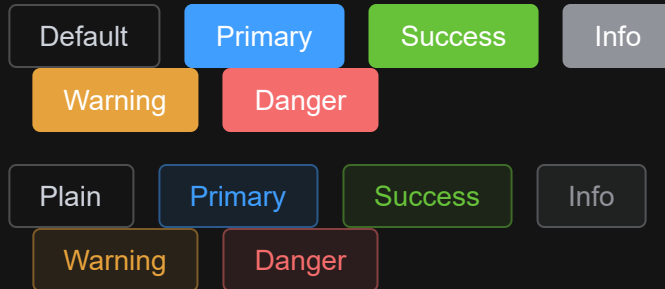 Default Primary Success Info
Warning Danger
Plain Primary Success Info
Warning Danger